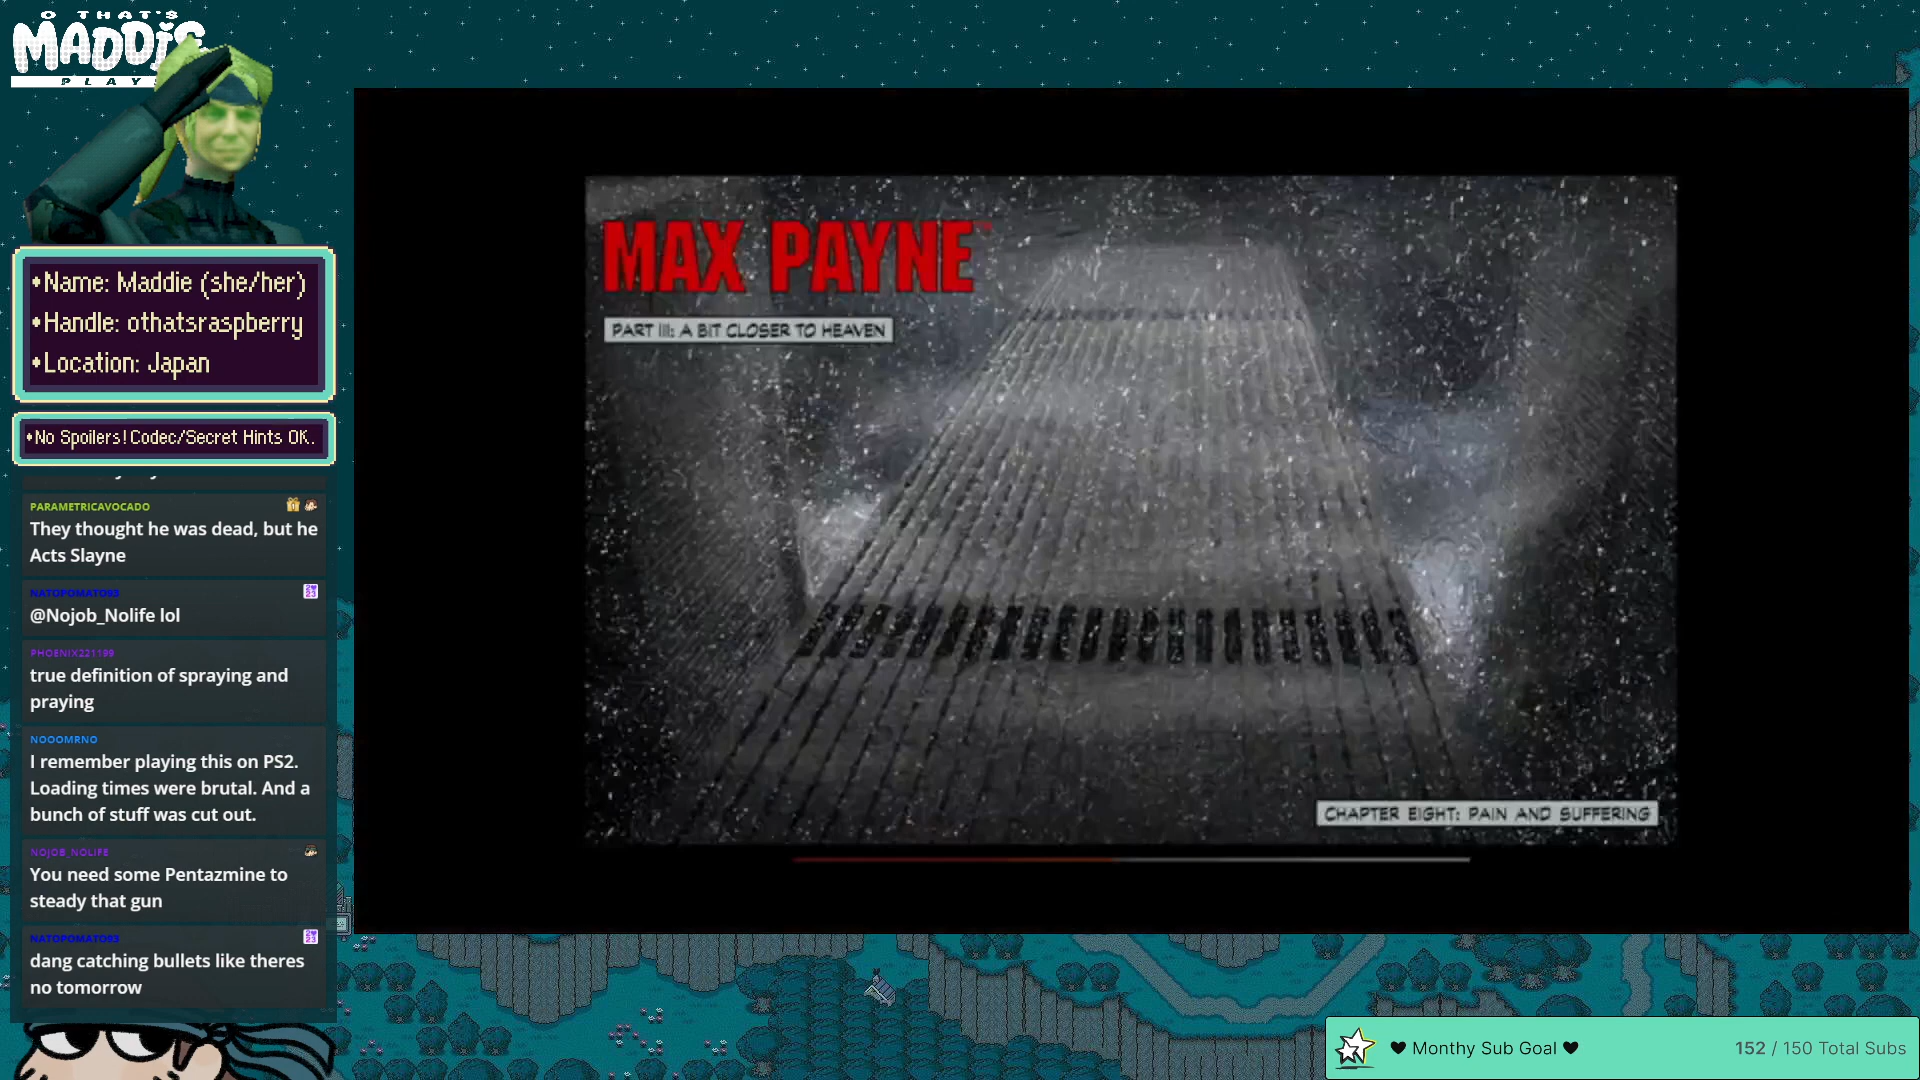 O THAT'S
MADDIE
PLAY
•Name: Maddie (she/her)
•Handle: othatsraspberry
•Location: Japan
•No Spoilers! Codec/Secret Hints OK.
PARAMETRICAVOCADO
They thought he was dead, but he
Acts Slayne
NATOPOMATO03
@Nojob_Nolife lol
PHOENIX221199
true definition of spraying and
praying
NOOOMRNO
I remember playing this on PS2.
Loading times were brutal. And a
bunch of stuff was cut out.
NOJOB_NOLIFE
You need some Pentazmine to
steady that gun
NATOPOMATO03
dang catching bullets like theres
no tomorrow
MAX PAYNE
PART III: A BIT CLOSER TO HEAVEN
CHAPTER EIGHT: PAIN AND SUFFERING
♥ Monthy Sub Goal ♥
152 / 150 Total Subs